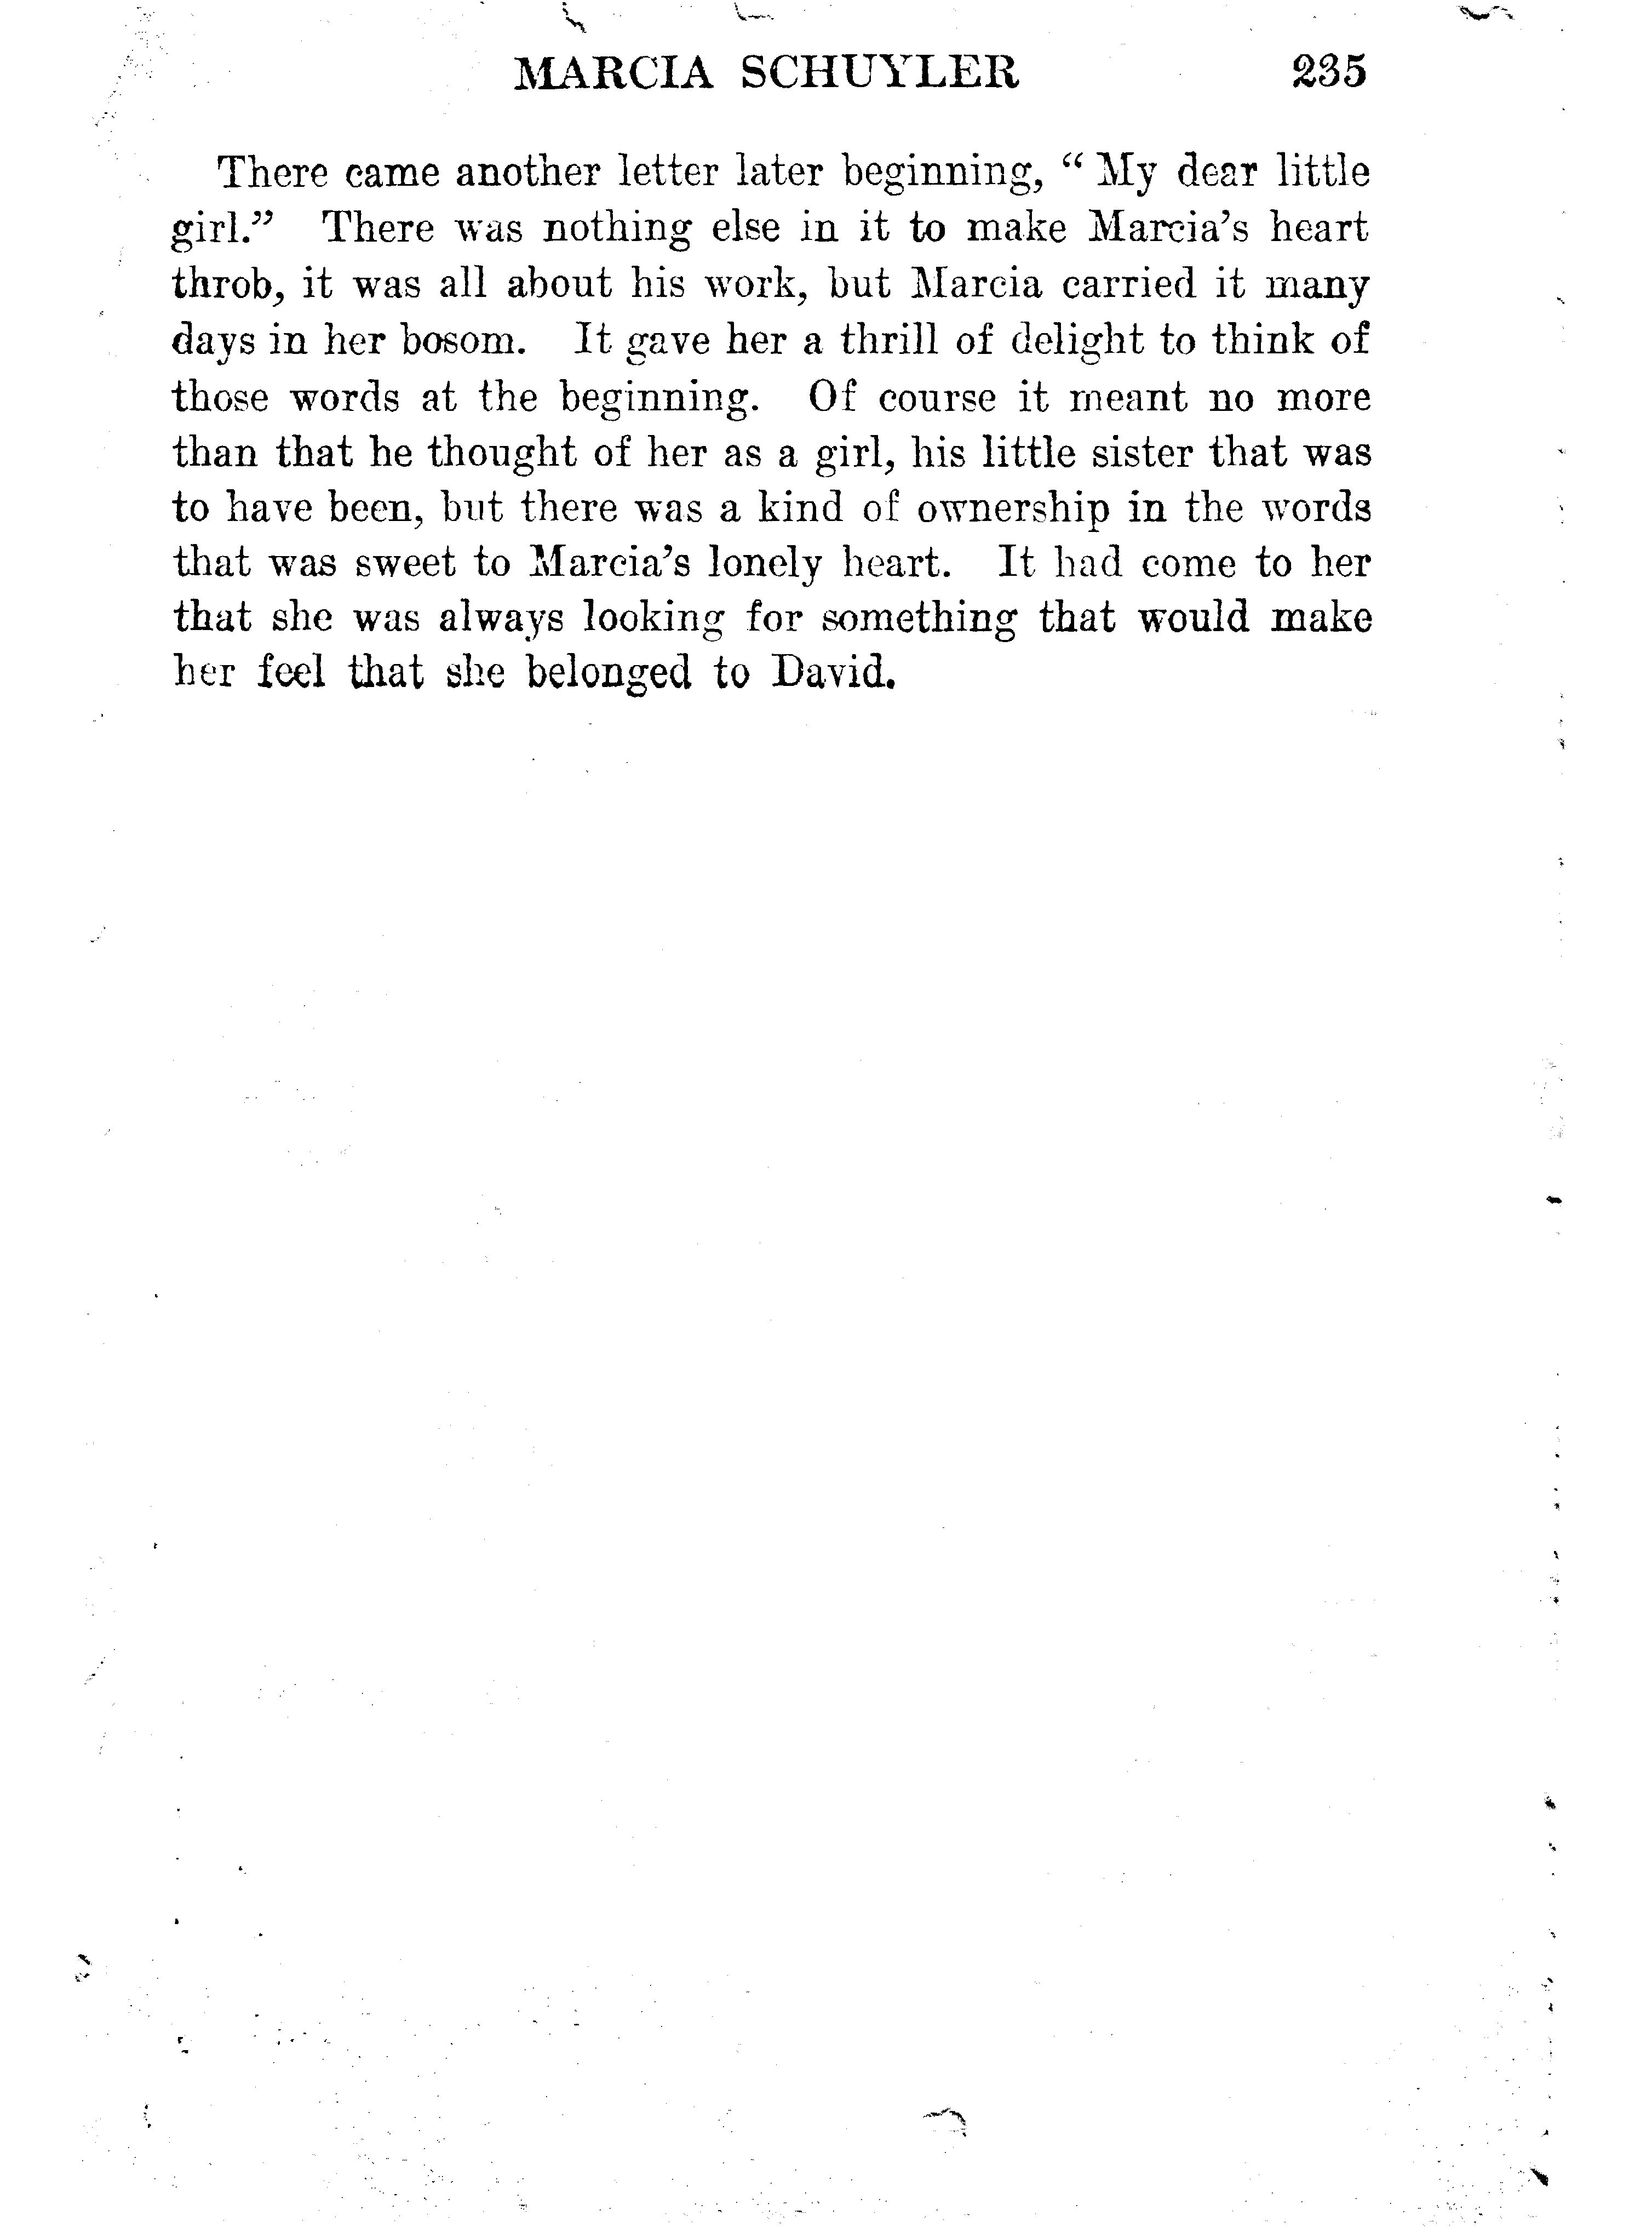 MARCIA SCHUYLER 235
There came another letter later beginning, “ My dear little
girl.” There was nothing else in it to make Marcia’s heart
throb, it was all about his work, but Marcia carried it many
days in her bosom. It gave her a thrill of delight to think of
those words at the beginning. Of course it meant no more
than that he thought of her as a girl, his little sister that was
to have been, but there was a kind of ownership in the words
that was sweet to Marcia’s lonely heart. It had come to her
that she was always looking for something that would make
her feel that she belonged to David.